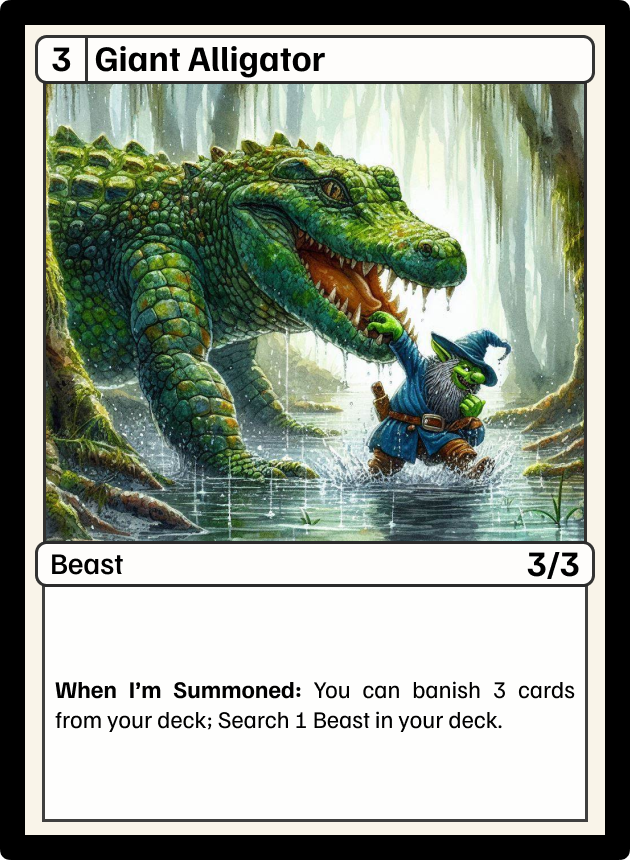 3 Giant Alligator
Beast 3/3
When I'm Summoned: You can banish 3 cards
from your deck; Search 1 Beast in your deck.